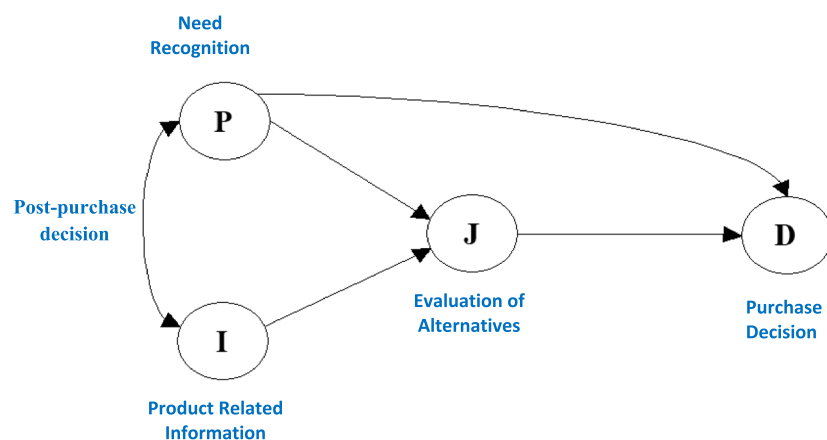 Need
Recognition
P
Post-purchase
decision
J
D
Evaluation of
Alternatives
Purchase
Decision
I
Product Related
Information